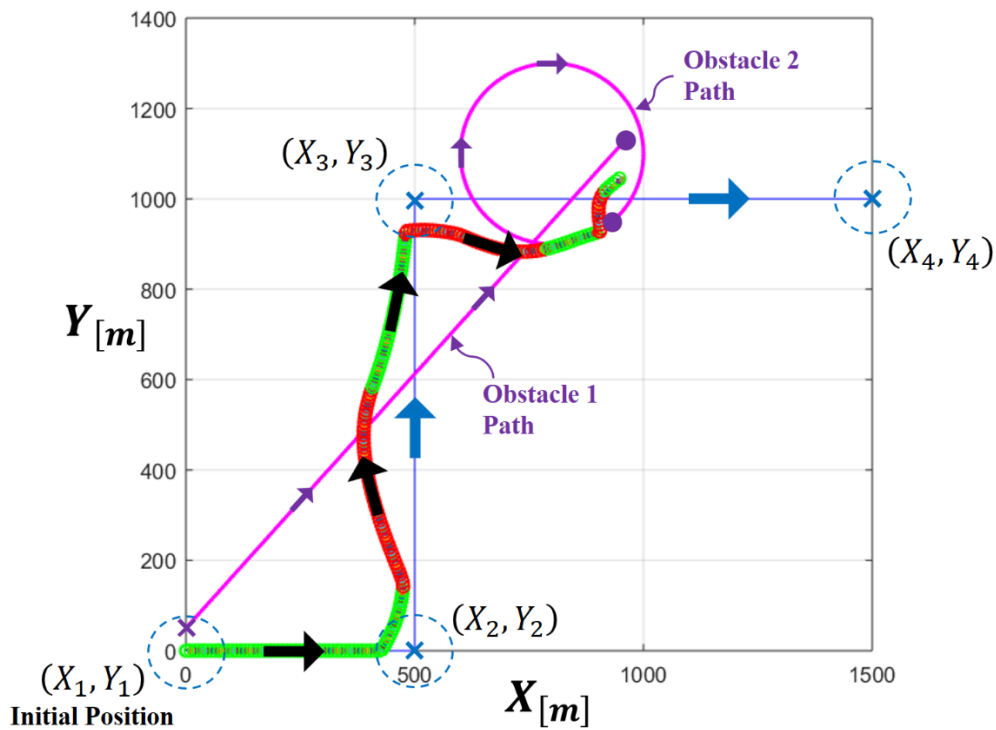 1400
1200
1000
800
600
400
200
0
Y[m]
0
500
1000
1500
X[m]
Obstacle 2
Path
(X3, Y3)
(X4, Y4)
Obstacle 1
Path
(X2, Y2)
(X1, Y1)
Initial Position